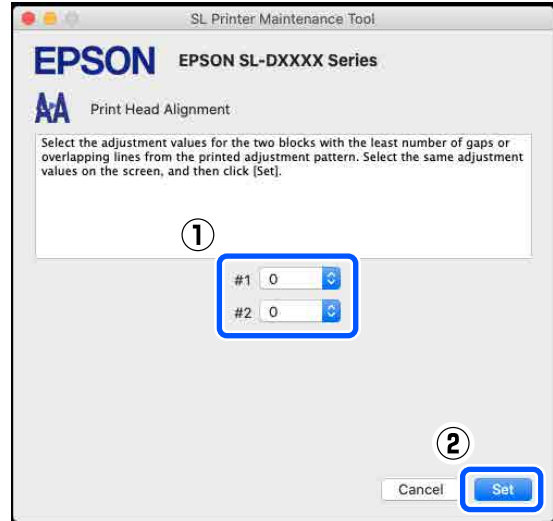 SL Printer Maintenance Tool
EPSON EPSON SL-DXXXX Series
AA Print Head Alignment
Select the adjustment values for the two blocks with the least number of gaps or
overlapping lines from the printed adjustment pattern. Select the same adjustment
values on the screen, and then click [Set].
①
#1 0
#2 0
②
Cancel Set